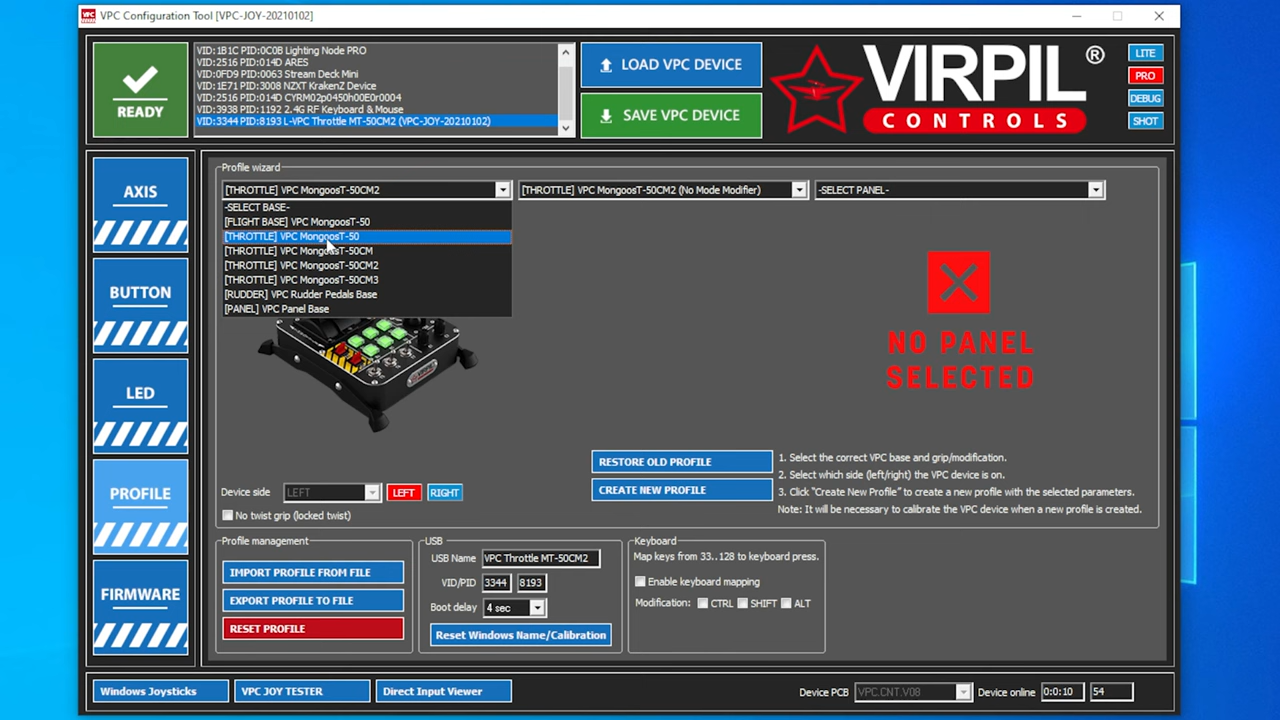 VPC Configuration Tool [VPC-JOY-20210102]
READY
VID:1B1C PID:0C0B Lighting Node PRO
VID:2516 PID:014D ARES
VID:0FD9 PID:0063 Stream Deck Mini
VID:1E71 PID:3008 NZXT KrakenZ Device
VID:2516 PID:014D CYRM02p0450h00E0r0004
VID:3938 PID:1192 2.4G RF Keyboard & Mouse
VID:3344 PID:8193 L-VPC Throttle MT-50CM2 (VPC-JOY-20210102)
LOAD VPC DEVICE
SAVE VPC DEVICE
VIRPIL ®
CONTROLS
LITE
PRO
DEBUG
SHOT
AXIS
BUTTON
LED
PROFILE
FIRMWARE
Profile wizard
[THROTTLE] VPC MongoosT-50CM2
[THROTTLE] VPC MongoosT-50CM2 (No Mode Modifier)
-SELECT PANEL-
-SELECT BASE-
[FLIGHT BASE] VPC MongoosT-50
[THROTTLE] VPC MongoosT-50
[THROTTLE] VPC MongoosT-50CM
[THROTTLE] VPC MongoosT-50CM2
[THROTTLE] VPC MongoosT-50CM3
[RUDDER] VPC Rudder Pedals Base
[PANEL] VPC Panel Base
NO PANEL
SELECTED
RESTORE OLD PROFILE
CREATE NEW PROFILE
1. Select the correct VPC base and grip/modification.
2. Select which side (left/right) the VPC device is on.
3. Click "Create New Profile" to create a new profile with the selected parameters.
Note: It will be necessary to calibrate the VPC device when a new profile is created.
Device side LEFT LEFT RIGHT
No twist grip (locked twist)
Profile management
IMPORT PROFILE FROM FILE
EXPORT PROFILE TO FILE
RESET PROFILE
USB
USB Name VPC Throttle MT-50CM2
VID/PID 3344 8193
Boot delay 4 sec
Reset Windows Name/Calibration
Keyboard
Map keys from 33..128 to keyboard press.
Enable keyboard mapping
Modification: CTRL SHIFT ALT
Windows Joysticks
VPC JOY TESTER
Direct Input Viewer
Device PCB VPC.CNT.V08
Device online 0:0:10 54